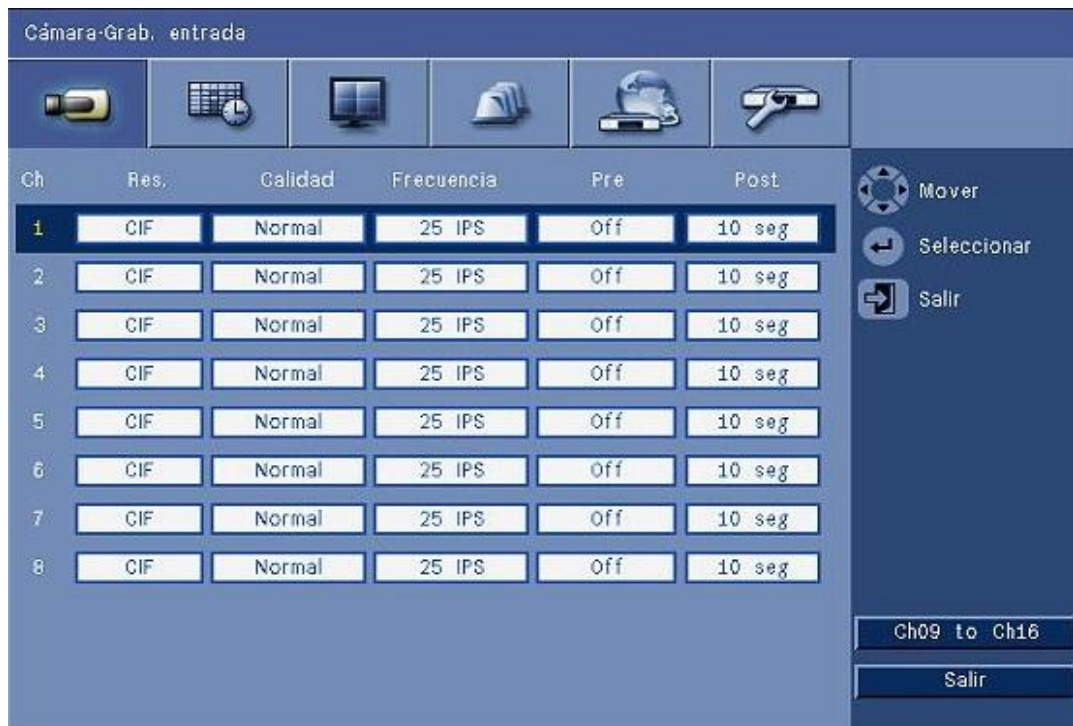 Cámara-Grab. entrada
Ch Res. Calidad Frecuencia Pre Post
1 CIF Normal 25 IPS Off 10 seg
2 CIF Normal 25 IPS Off 10 seg
3 CIF Normal 25 IPS Off 10 seg
4 CIF Normal 25 IPS Off 10 seg
5 CIF Normal 25 IPS Off 10 seg
6 CIF Normal 25 IPS Off 10 seg
7 CIF Normal 25 IPS Off 10 seg
8 CIF Normal 25 IPS Off 10 seg
Mover
Seleccionar
Salir
Ch09 to Ch16
Salir